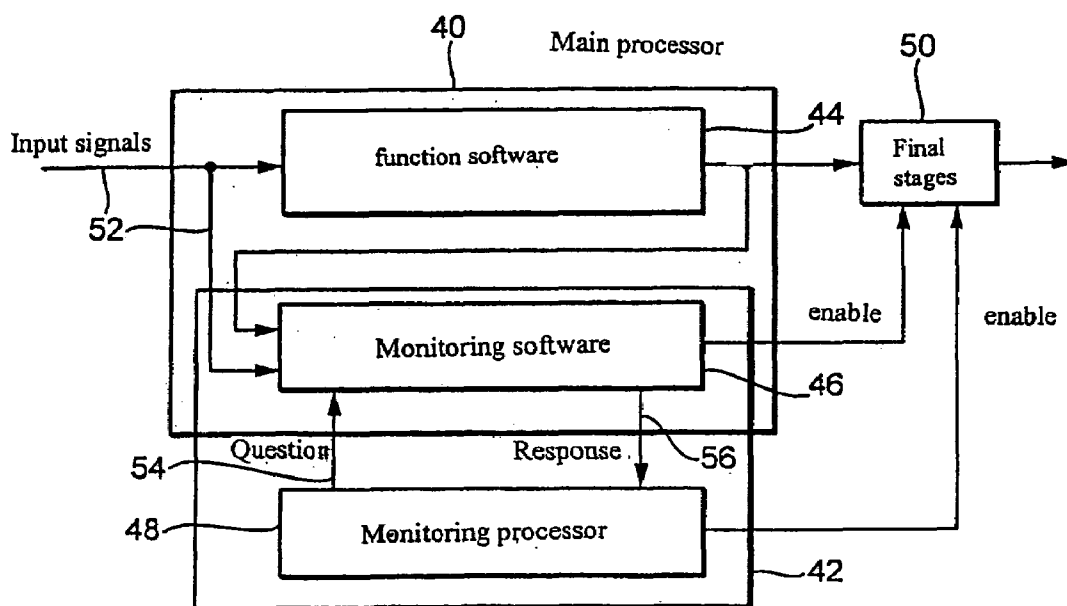 40
Main processor
50
Input signals
44
function software
Final
stages
52
enable
enable
Monitoring software
46
Question
54
Response
56
48
Monitoring processor
42